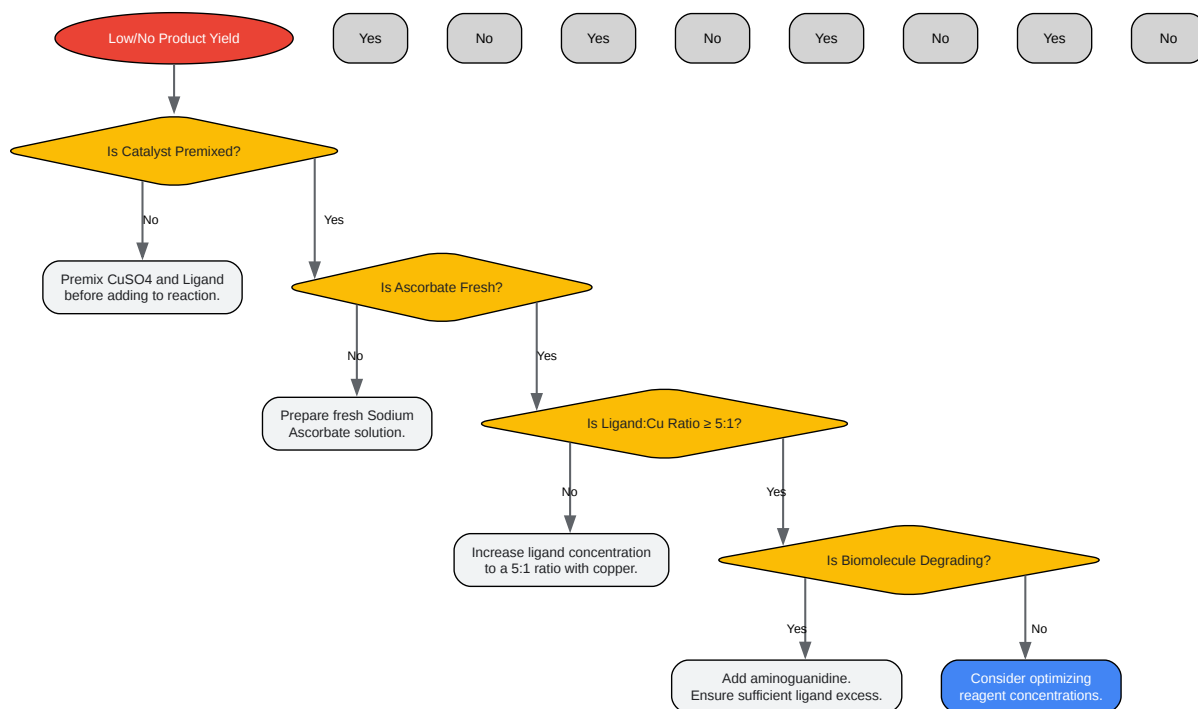 Low/No Product Yield
Yes
No
Yes
No
Yes
No
Yes
No
Is Catalyst Premixed?
No
Yes
Premix CuSO4 and Ligand
before adding to reaction.
Is Ascorbate Fresh?
No
Yes
Prepare fresh Sodium
Ascorbate solution.
Is Ligand:Cu Ratio ≥ 5:1?
No
Yes
Increase ligand concentration
to a 5:1 ratio with copper.
Is Biomolecule Degrading?
Yes
No
Add aminoguanidine.
Ensure sufficient ligand excess.
Consider optimizing
reagent concentrations.